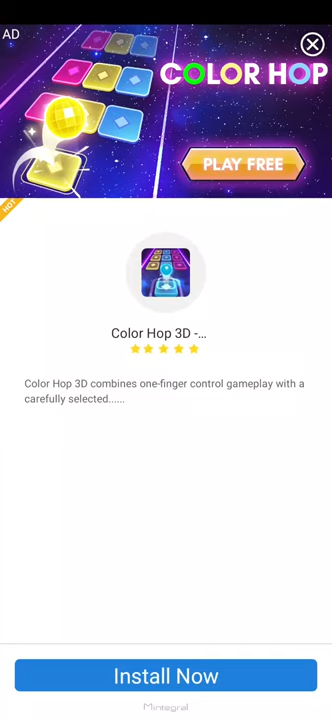 AD
COLOR HOP
PLAY FREE
HOT
Color Hop 3D -...
Color Hop 3D combines one-finger control gameplay with a
carefully selected......
Install Now
Mintegral